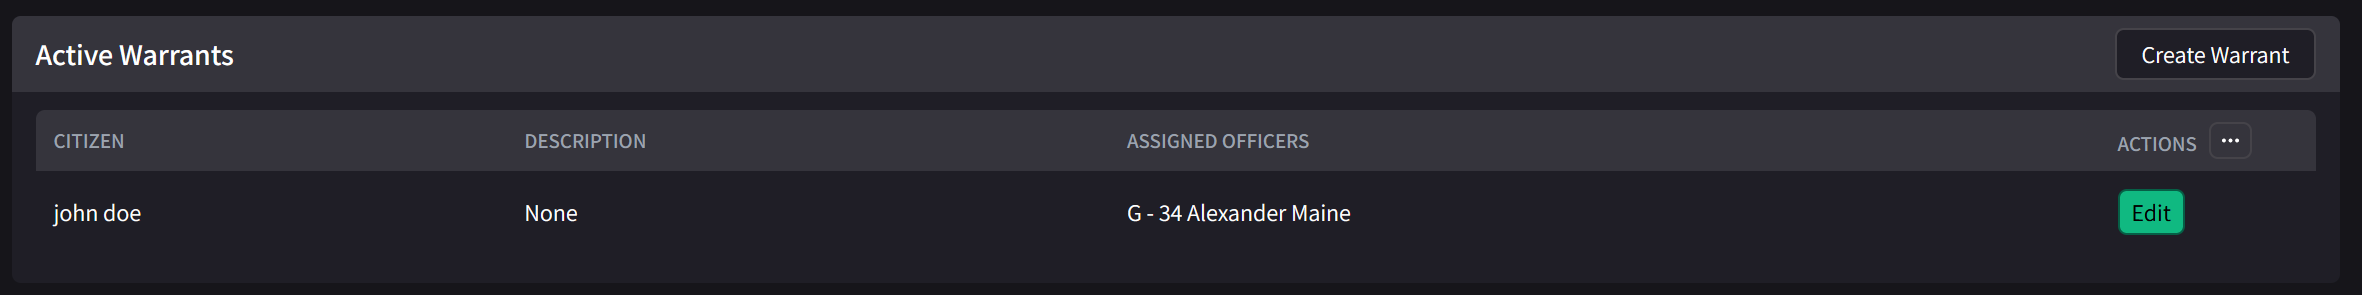 Active Warrants
Create Warrant
CITIZEN DESCRIPTION ASSIGNED OFFICERS ACTIONS ...
john doe None G - 34 Alexander Maine Edit